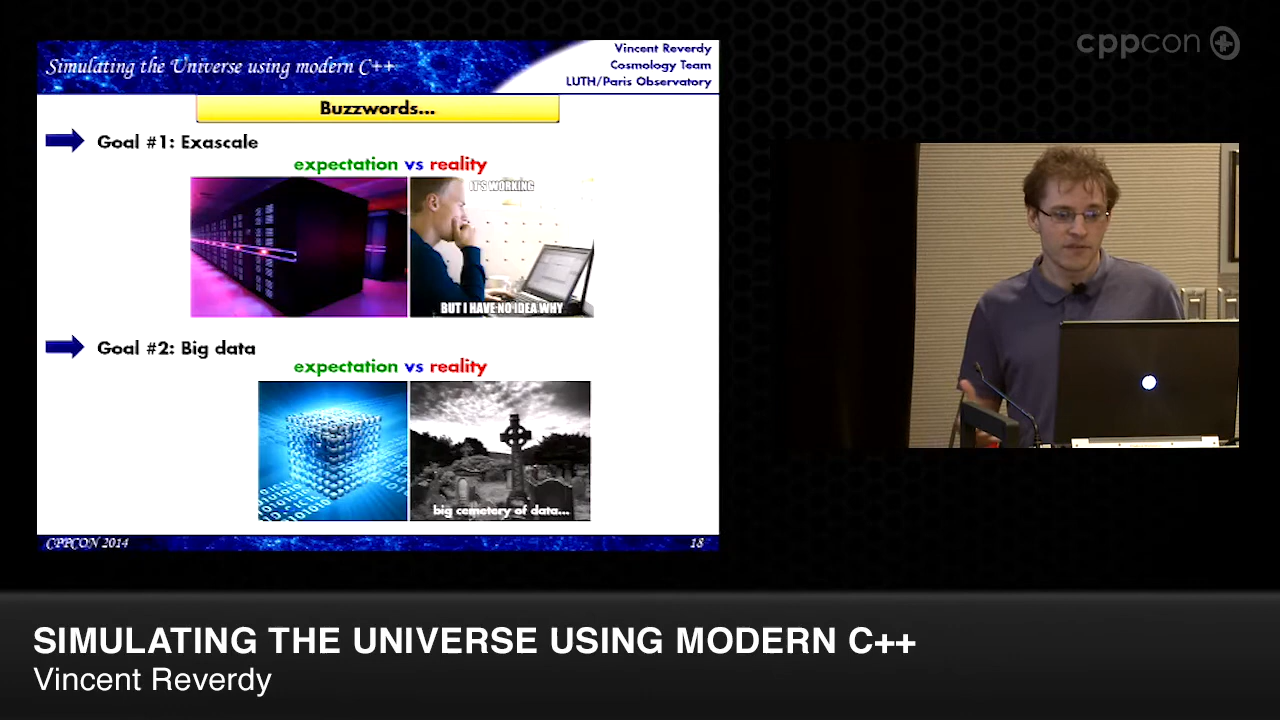 cppcon
Simulating the Universe using modern C++
Vincent Reverdy
Cosmology Team
LUTH/Paris Observatory
Buzzwords...
Goal #1: Exascale
expectation vs reality
IT'S WORKING
BUT I HAVE NO IDEA WHY
Goal #2: Big data
expectation vs reality
big cemetery of data...
CPPCON 2014
18
SIMULATING THE UNIVERSE USING MODERN C++
Vincent Reverdy